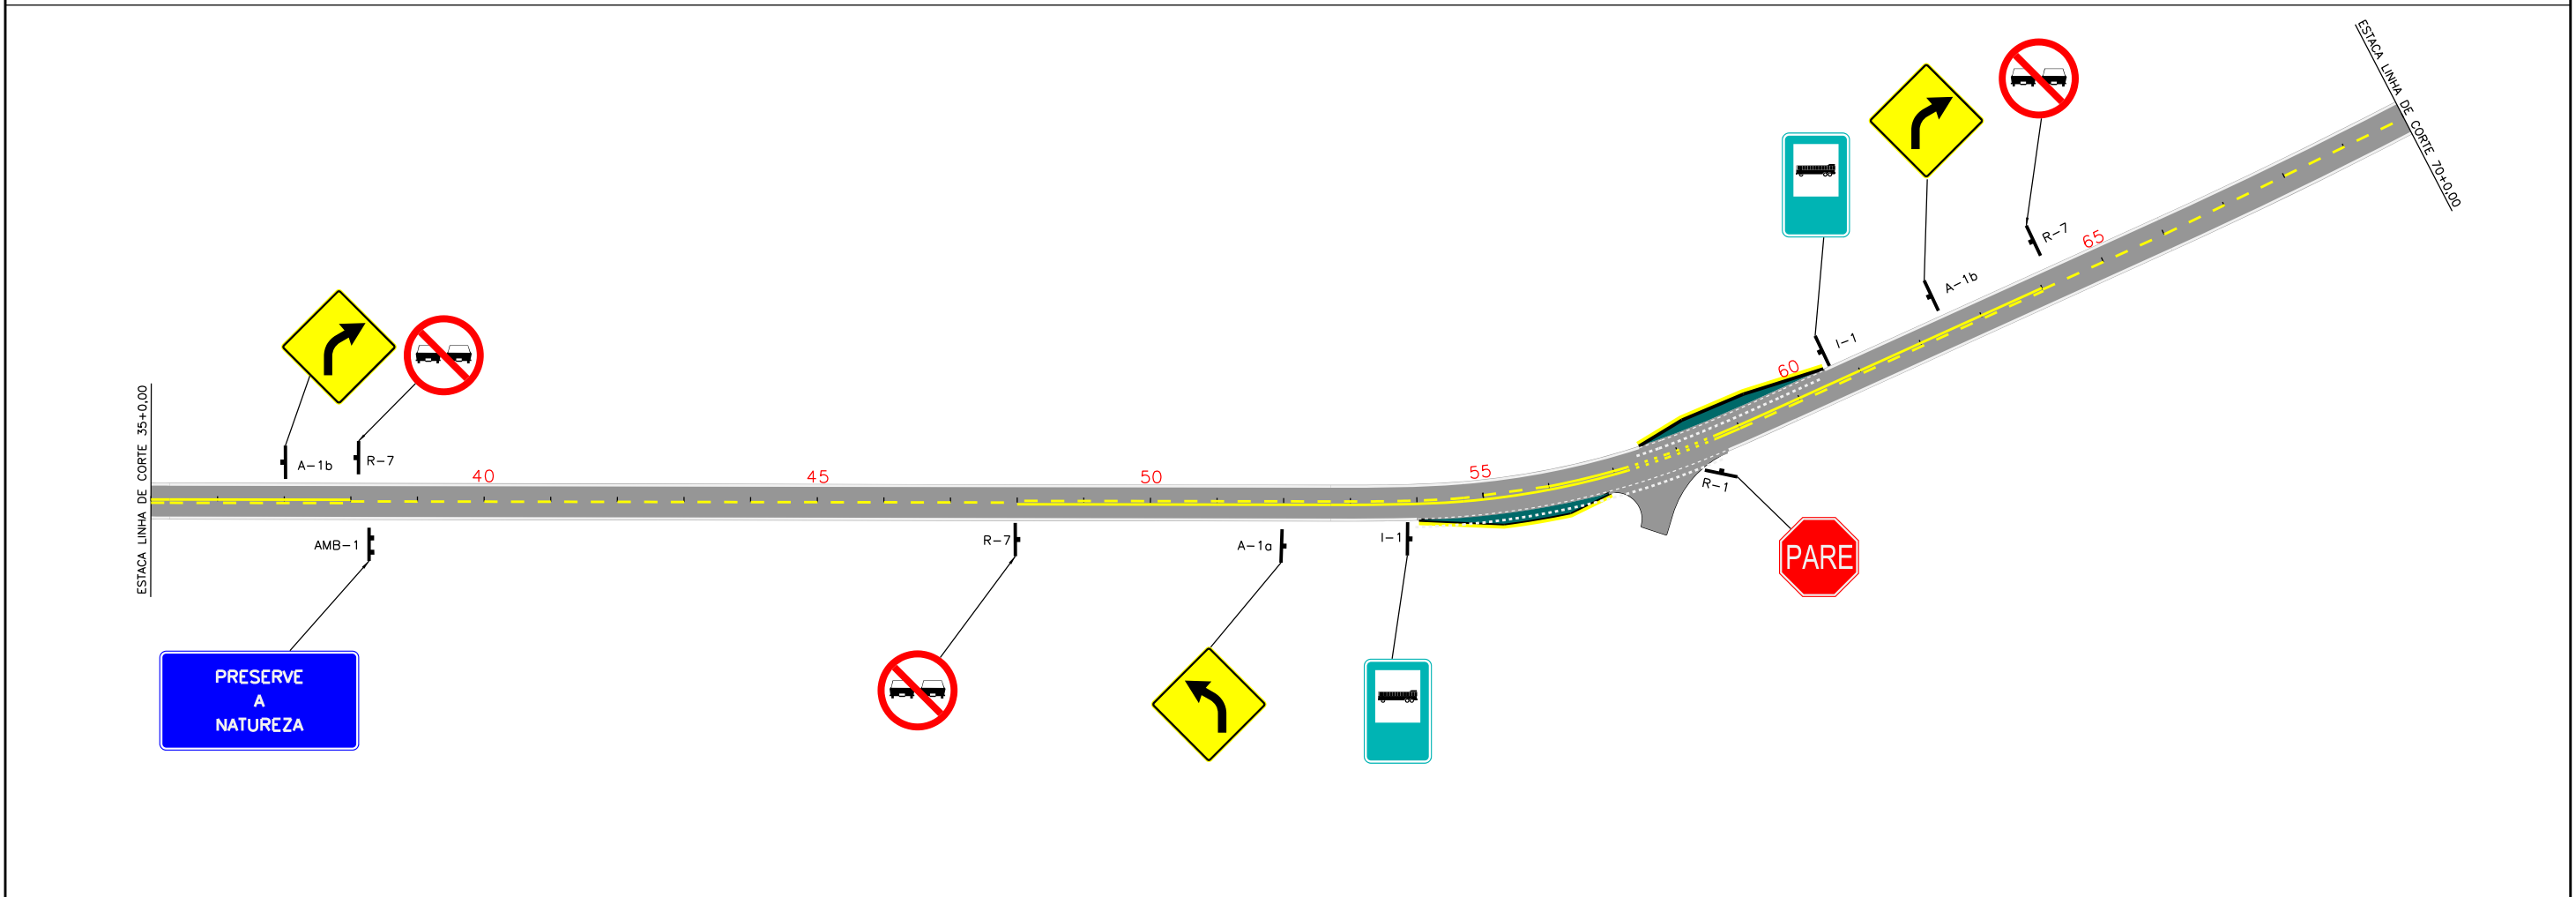 ESTACA LINHA DE CORTE 70+0,00
R-7
65
A-1b
I-1
60
ESTACA LINHA DE CORTE 35+0,00
A-1b
R-7
40
45
50
55
R-1
AMB-1
R-7
A-1a
I-1
PARE
PRESERVE
A
NATUREZA